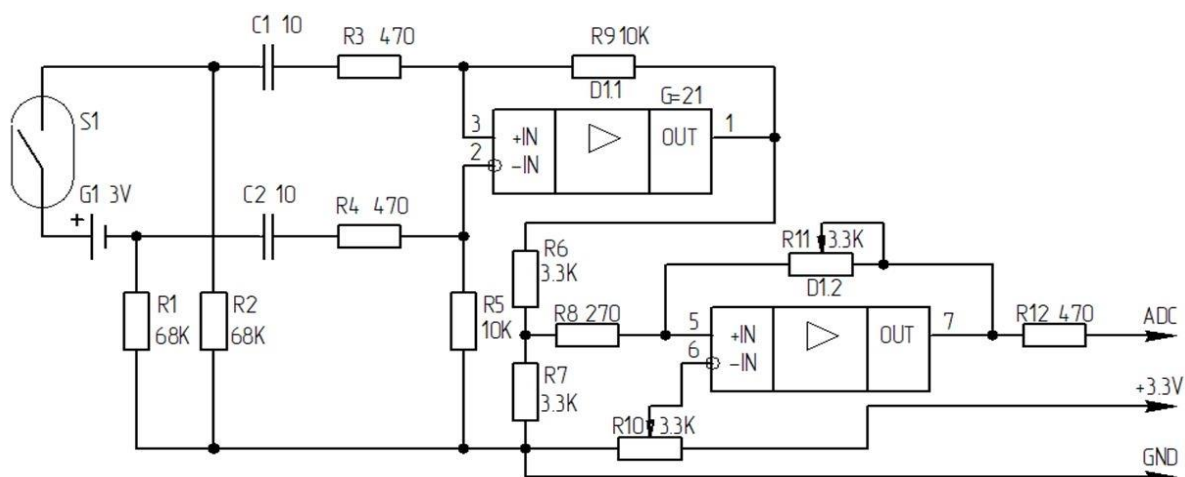 C1 10
R3 470
R9 10K
D1.1
G=21
S1
3
+IN
OUT
1
2
-IN
G1 3V
+
C2 10
R4 470
R6
3.3K
R11
3.3K
D1.2
R1
68K
R2
68K
R5
10K
R8 270
5
+IN
OUT
7
R12 470
ADC
6
-IN
R7
3.3K
+3.3V
R10
3.3K
GND